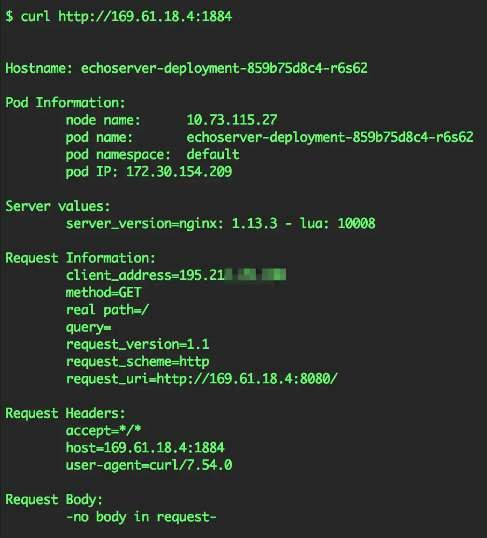 $ curl http://169.61.18.4:1884
Hostname: echoserver-deployment-859b75d8c4-r6s62
Pod Information:
node name: 10.73.115.27
pod name: echoserver-deployment-859b75d8c4-r6s62
pod namespace: default
pod IP: 172.30.154.209
Server values:
server_version=nginx: 1.13.3 - lua: 10008
Request Information:
client_address=195.21
method=GET
real path=/
query=
request_version=1.1
request_scheme=http
request_uri=http://169.61.18.4:8080/
Request Headers:
accept=*/*
host=169.61.18.4:1884
user-agent=curl/7.54.0
Request Body:
-no body in request-